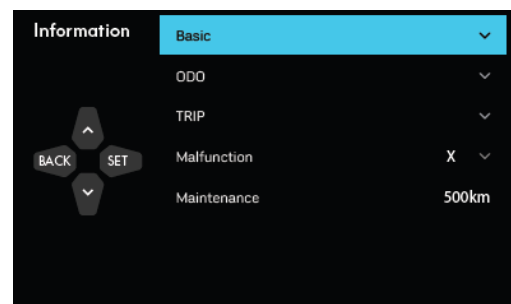 Information
Basic
ODO
TRIP
BACK SET
Malfunction X
Maintenance 500km